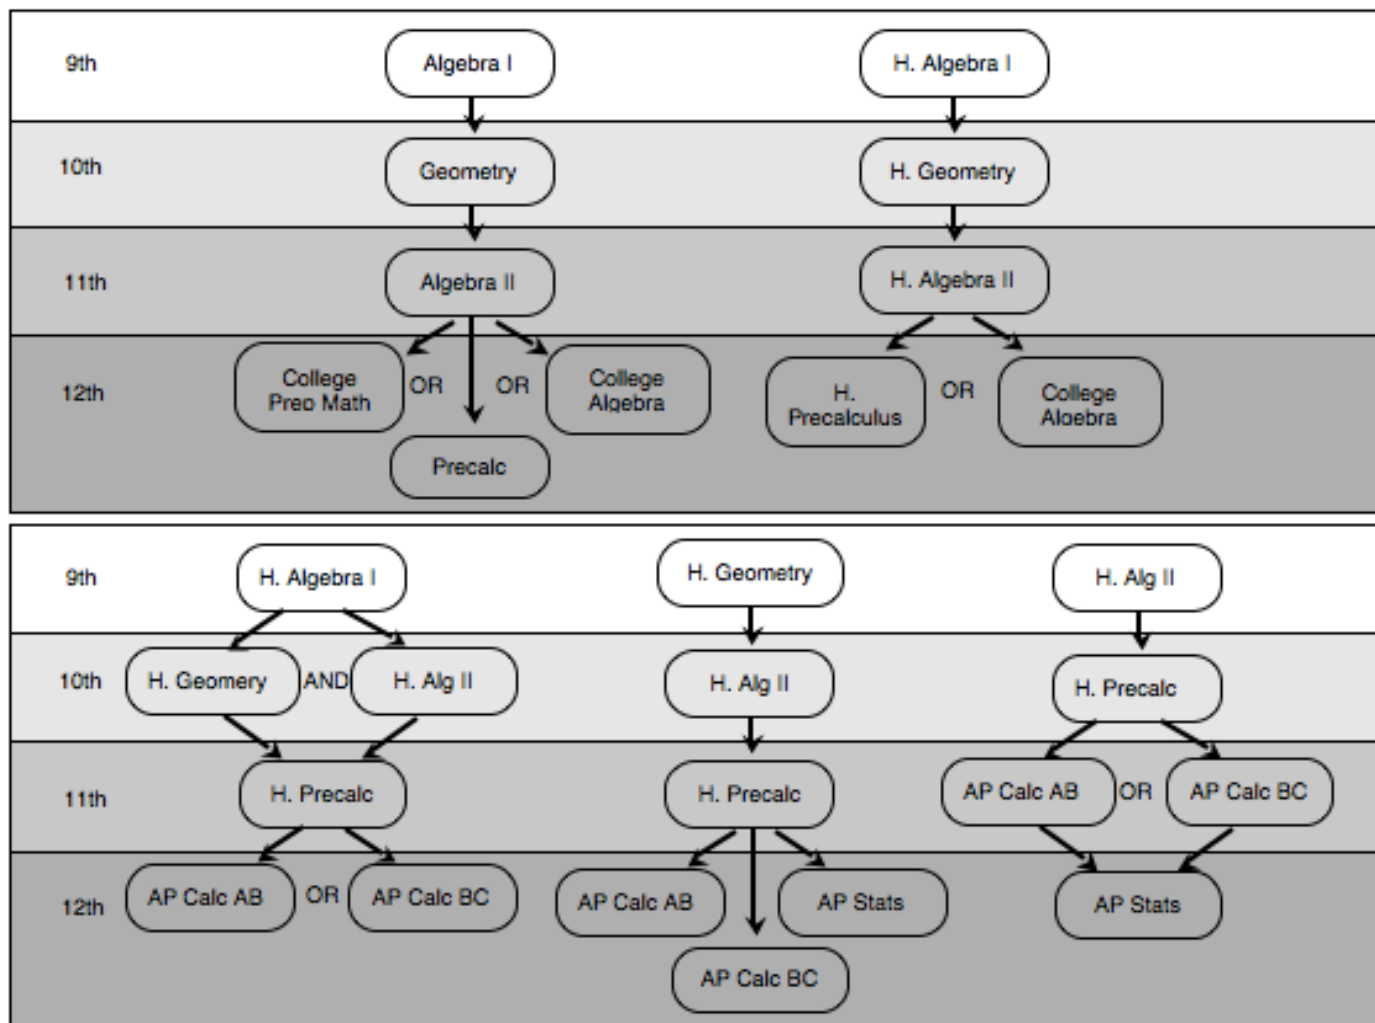 9th
Algebra I
H. Algebra I
10th
Geometry
H. Geometry
11th
Algebra II
H. Algebra II
12th
College
Prep Math
OR
OR
College
Algebra
Precalc
H.
Precalculus
OR
College
Algebra
9th
H. Algebra I
H. Geometry
H. Alg II
10th
H. Geomery
AND
H. Alg II
H. Alg II
H. Precalc
11th
H. Precalc
H. Precalc
AP Calc AB
OR
AP Calc BC
12th
AP Calc AB
OR
AP Calc BC
AP Calc AB
AP Stats
AP Calc BC
AP Stats